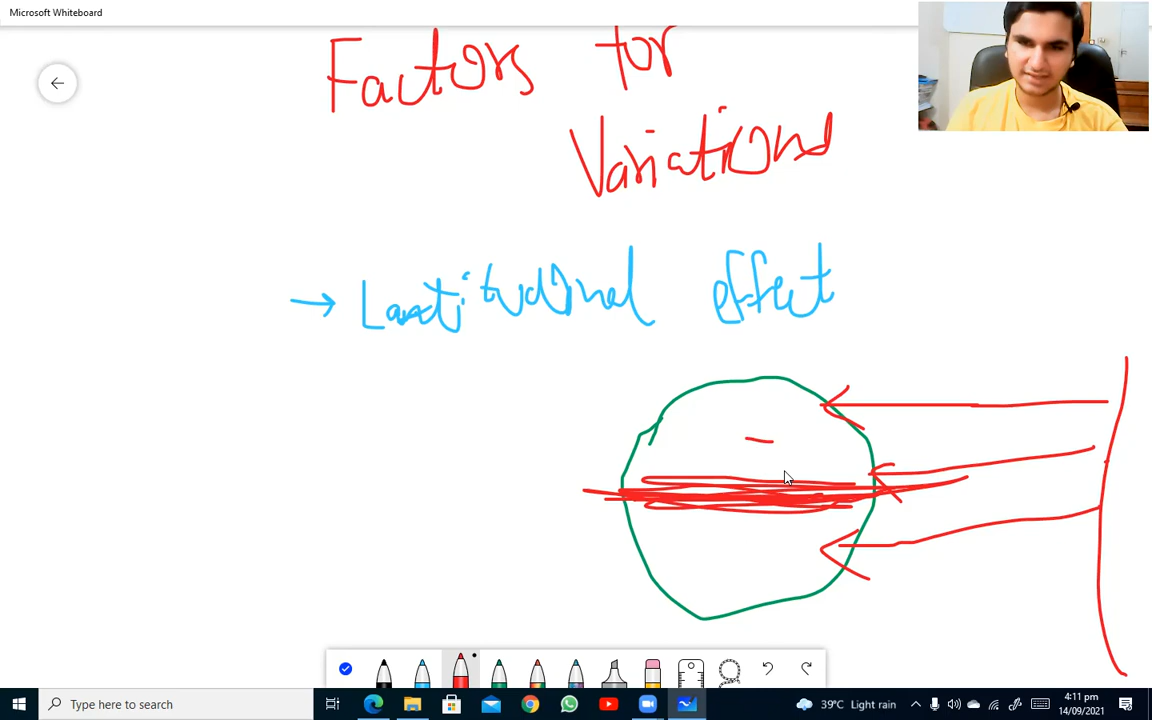 Microsoft Whiteboard
Factors for
Variations
→ Latitudinal effect
Type here to search
39°C Light rain
4:11 pm
14/09/2021